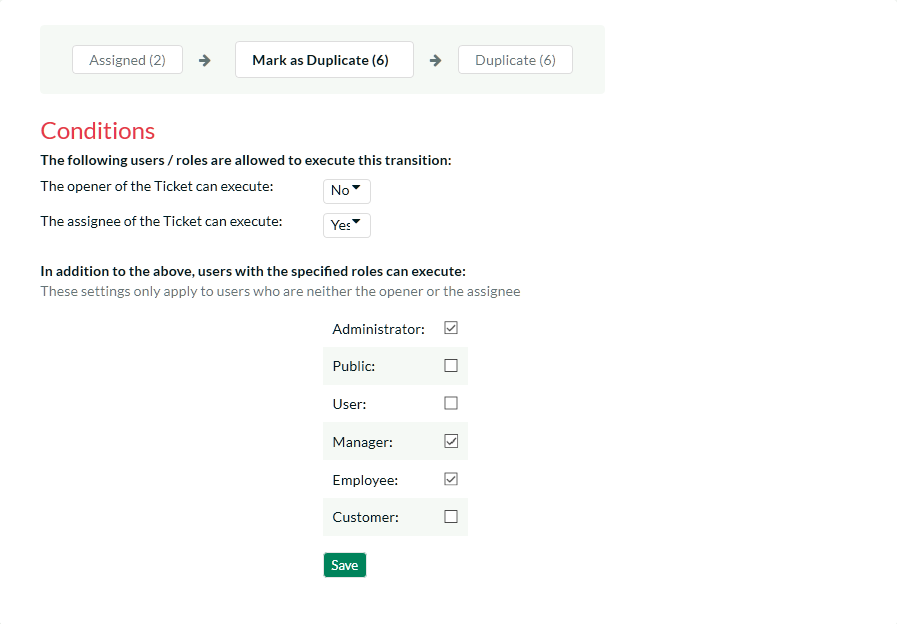 Assigned (2) Mark as Duplicate (6) Duplicate (6)
Conditions
The following users / roles are allowed to execute this transition:
The opener of the Ticket can execute: No
The assignee of the Ticket can execute: Yes
In addition to the above, users with the specified roles can execute:
These settings only apply to users who are neither the opener or the assignee
Administrator:
Public:
User:
Manager:
Employee:
Customer:
Save